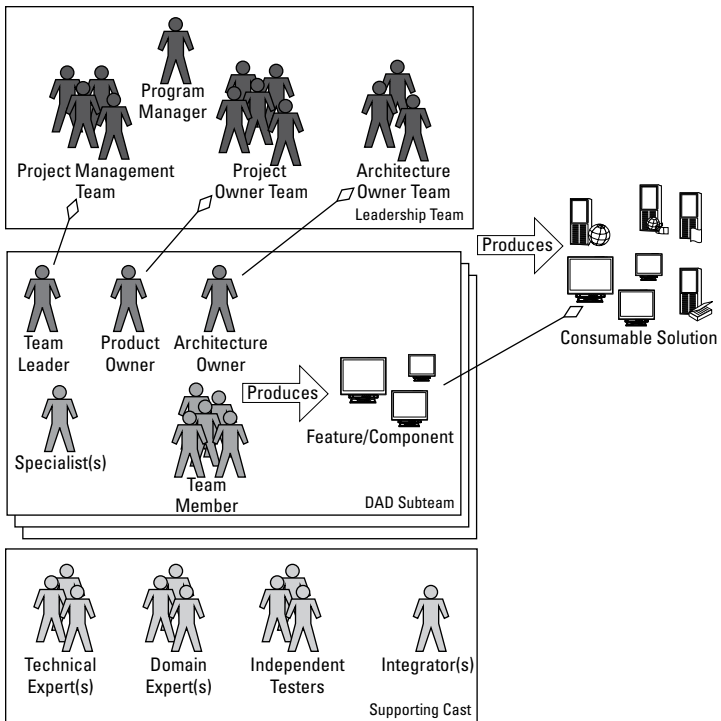 Program
Manager
Project Management
Team
Project
Owner Team
Architecture
Owner Team
Leadership Team
Produces
Consumable Solution
Team
Leader
Product
Owner
Architecture
Owner
Produces
Feature/Component
Specialist(s)
Team
Member
DAD Subteam
Technical
Expert(s)
Domain
Expert(s)
Independent
Testers
Integrator(s)
Supporting Cast